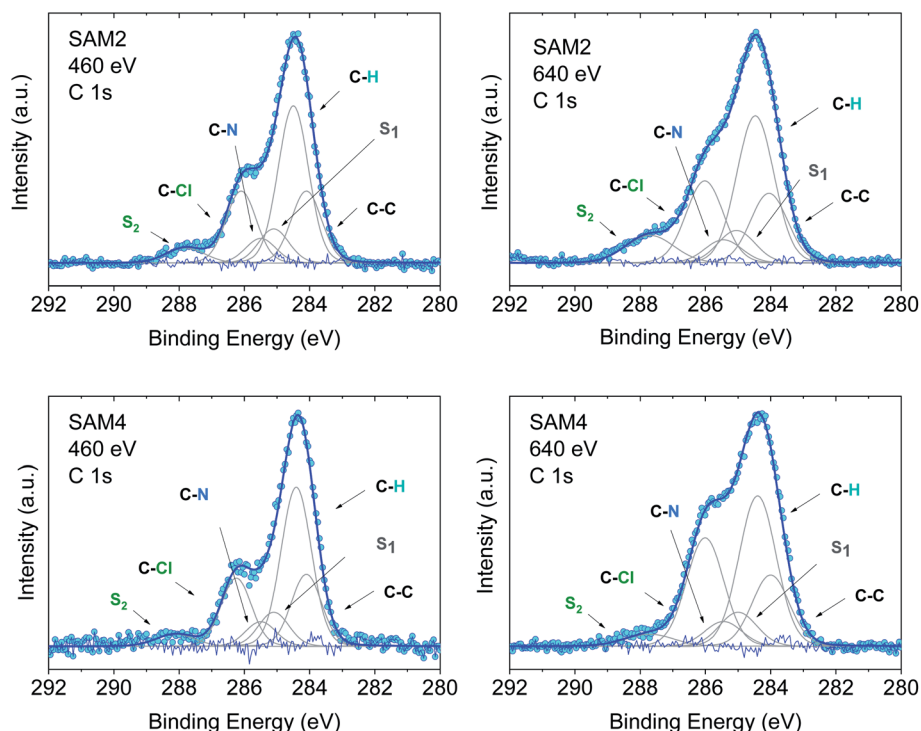 SAM2
460 eV
C 1s
C-H
C-N
S1
C-Cl
S2
C-C
Intensity (a.u.)
292 290 288 286 284 282 280
Binding Energy (eV)
SAM2
640 eV
C 1s
C-H
C-N
S1
C-Cl
S2
C-C
Intensity (a.u.)
292 290 288 286 284 282 280
Binding Energy (eV)
SAM4
460 eV
C 1s
C-N
C-H
S1
C-Cl
S2
C-C
Intensity (a.u.)
292 290 288 286 284 282 280
Binding Energy (eV)
SAM4
640 eV
C 1s
C-H
C-N
S1
C-Cl
C-C
S2
Intensity (a.u.)
292 290 288 286 284 282 280
Binding Energy (eV)